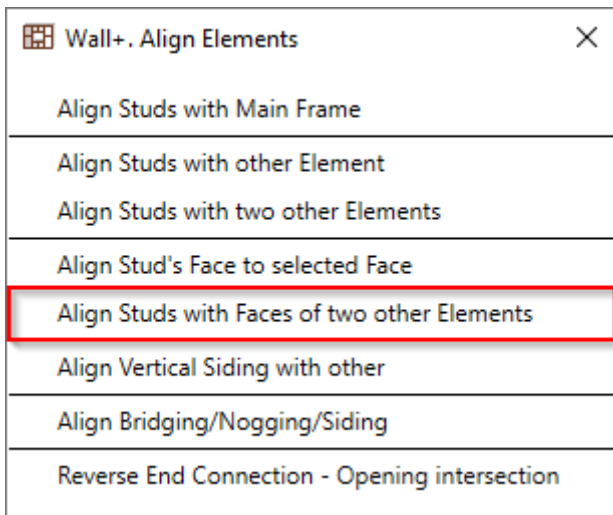 Wall+. Align Elements
Align Studs with Main Frame
Align Studs with other Element
Align Studs with two other Elements
Align Stud's Face to selected Face
Align Studs with Faces of two other Elements
Align Vertical Siding with other
Align Bridging/Nogging/Siding
Reverse End Connection - Opening intersection